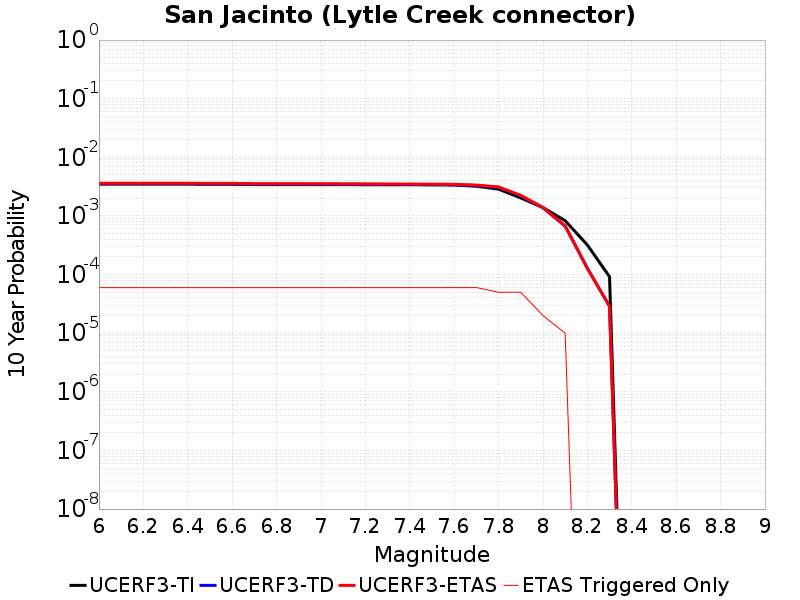 San Jacinto (Lytle Creek connector)
10^0
10^-1
10^-2
10^-3
10^-4
10^-5
10^-6
10^-7
10^-8
10 Year Probability
6 6.2 6.4 6.6 6.8 7 7.2 7.4 7.6 7.8 8 8.2 8.4 8.6 8.8 9
Magnitude
UCERF3-TI UCERF3-TD UCERF3-ETAS ETAS Triggered Only